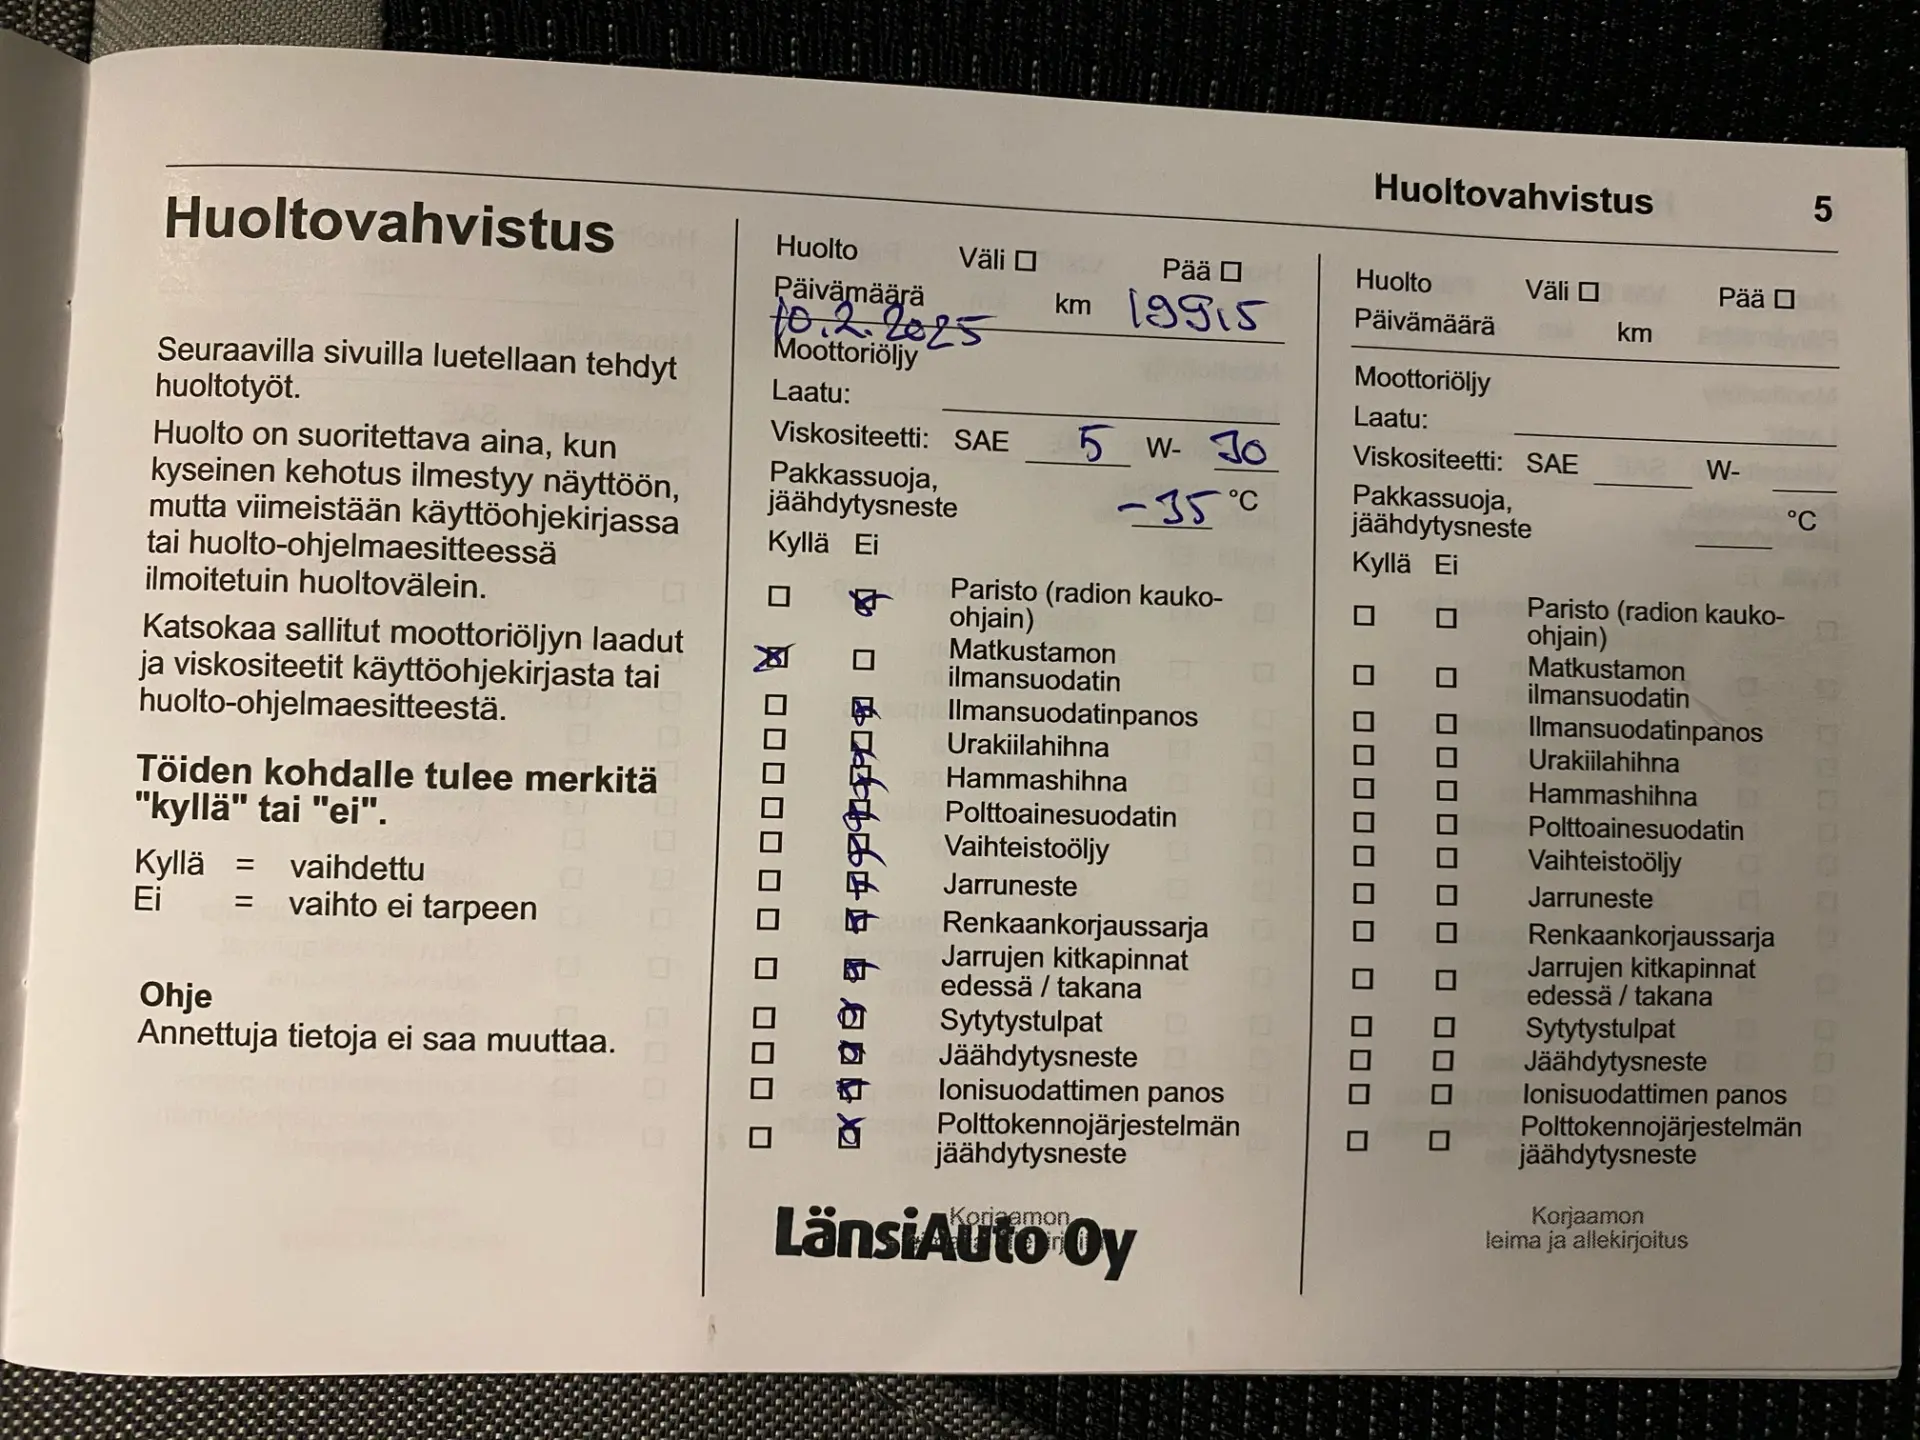 Huoltovahvistus 5
Huoltovahvistus
Seuraavilla sivuilla luetellaan tehdyt
huoltotyöt.
Huolto on suoritettava aina, kun
kyseinen kehotus ilmestyy näyttöön,
mutta viimeistään käyttöohjekirjassa
tai huolto-ohjelmaesitteessä
ilmoitetuin huoltovälein.
Katsokaa sallitut moottoriöljyn laadut
ja viskositeetit käyttöohjekirjasta tai
huolto-ohjelmaesitteestä.
Töiden kohdalle tulee merkitä
"kyllä" tai "ei".
Kyllä = vaihdettu
Ei = vaihto ei tarpeen
Ohje
Annettuja tietoja ei saa muuttaa.
Huolto Väli Pää
Päivämäärä km 19915
10.2.2025
Moottoriöljy
Laatu:
Viskositeetti: SAE 5 W- 30
Pakkassuoja,
jäähdytysneste -35 °C
Kyllä Ei
Paristo (radion kauko-
ohjain)
Matkustamon
ilmansuodatin
Ilmansuodatinpanos
Urakiilahihna
Hammashihna
Polttoainesuodatin
Vaihteistoöljy
Jarruneste
Renkaankorjaussarja
Jarrujen kitkapinnat
edessä / takana
Sytytystulpat
Jäähdytysneste
Ionisuodattimen panos
Polttokennojärjestelmän
jäähdytysneste
Korjaamon
LänsiAuto Oy
Huolto Väli Pää
Päivämäärä km
Moottoriöljy
Laatu:
Viskositeetti: SAE W-
Pakkassuoja,
jäähdytysneste °C
Kyllä Ei
Paristo (radion kauko-
ohjain)
Matkustamon
ilmansuodatin
Ilmansuodatinpanos
Urakiilahihna
Hammashihna
Polttoainesuodatin
Vaihteistoöljy
Jarruneste
Renkaankorjaussarja
Jarrujen kitkapinnat
edessä / takana
Sytytystulpat
Jäähdytysneste
Ionisuodattimen panos
Polttokennojärjestelmän
jäähdytysneste
Korjaamon
leima ja allekirjoitus